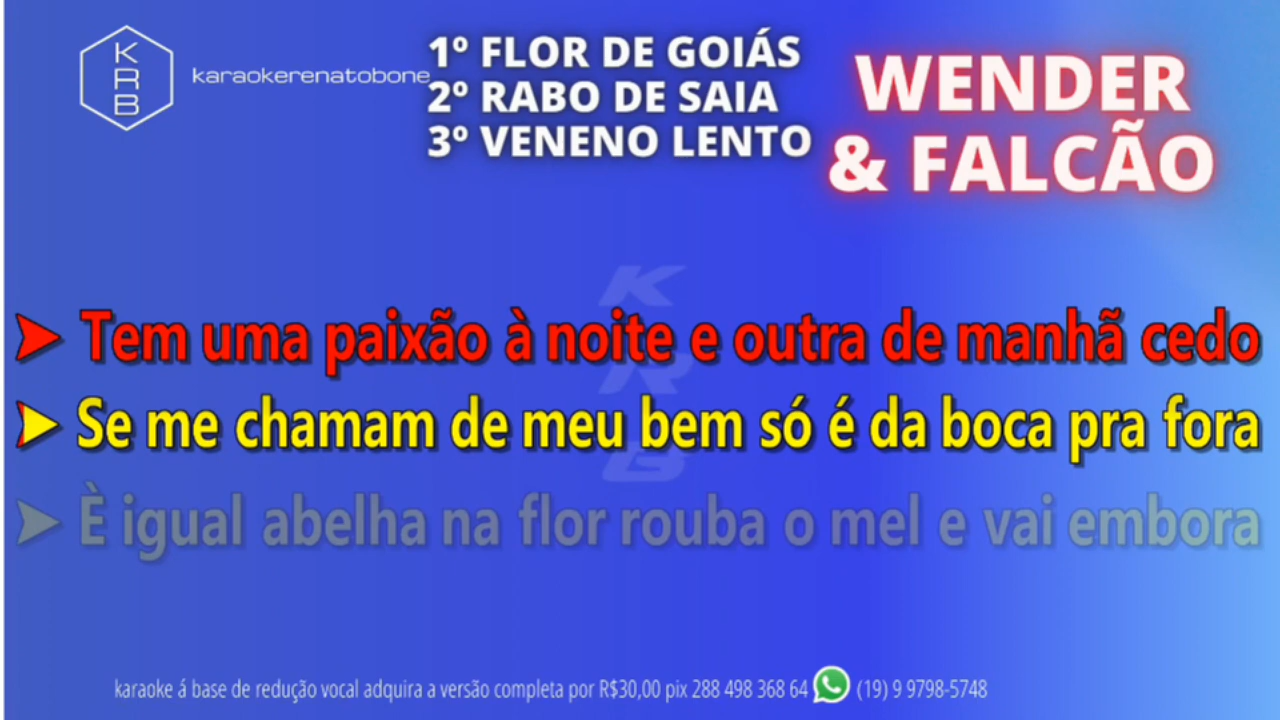 KRB
karaokerenatobone
1º FLOR DE GOIÁS
2º RABO DE SAIA
3º VENENO LENTO
WENDER
& FALCÃO
KRB
Tem uma paixão à noite e outra de manhã cedo
Se me chamam de meu bem só é da boca pra fora
È igual abelha na flor rouba o mel e vai embora
karaoke á base de redução vocal adquira a versão completa por R$30,00 pix 288 498 368 64 (19) 9 9798-5748